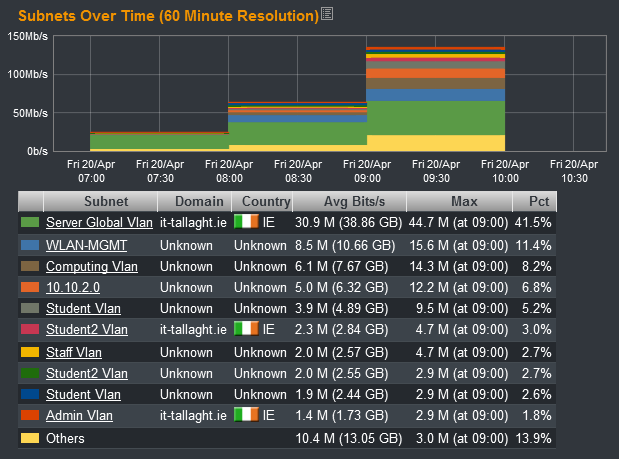 Subnets Over Time (60 Minute Resolution)
150Mb/s
100Mb/s
50Mb/s
0b/s
Fri 20/Apr 07:00
Fri 20/Apr 07:30
Fri 20/Apr 08:00
Fri 20/Apr 08:30
Fri 20/Apr 09:00
Fri 20/Apr 09:30
Fri 20/Apr 10:00
Fri 20/Apr 10:30
Subnet Domain Country Avg Bits/s Max Pct
Server Global Vlan it-tallaght.ie IE 30.9 M (38.86 GB) 44.7 M (at 09:00) 41.5%
WLAN-MGMT Unknown Unknown 8.5 M (10.66 GB) 15.6 M (at 09:00) 11.4%
Computing Vlan Unknown Unknown 6.1 M (7.67 GB) 14.3 M (at 09:00) 8.2%
10.10.2.0 Unknown Unknown 5.0 M (6.32 GB) 12.2 M (at 09:00) 6.8%
Student Vlan Unknown Unknown 3.9 M (4.89 GB) 9.5 M (at 09:00) 5.2%
Student2 Vlan it-tallaght.ie IE 2.3 M (2.84 GB) 4.7 M (at 09:00) 3.0%
Staff Vlan Unknown Unknown 2.0 M (2.57 GB) 4.7 M (at 09:00) 2.7%
Student2 Vlan Unknown Unknown 2.0 M (2.55 GB) 2.9 M (at 09:00) 2.7%
Student Vlan Unknown Unknown 1.9 M (2.44 GB) 2.9 M (at 09:00) 2.6%
Admin Vlan it-tallaght.ie IE 1.4 M (1.73 GB) 2.9 M (at 09:00) 1.8%
Others 10.4 M (13.05 GB) 3.0 M (at 09:00) 13.9%